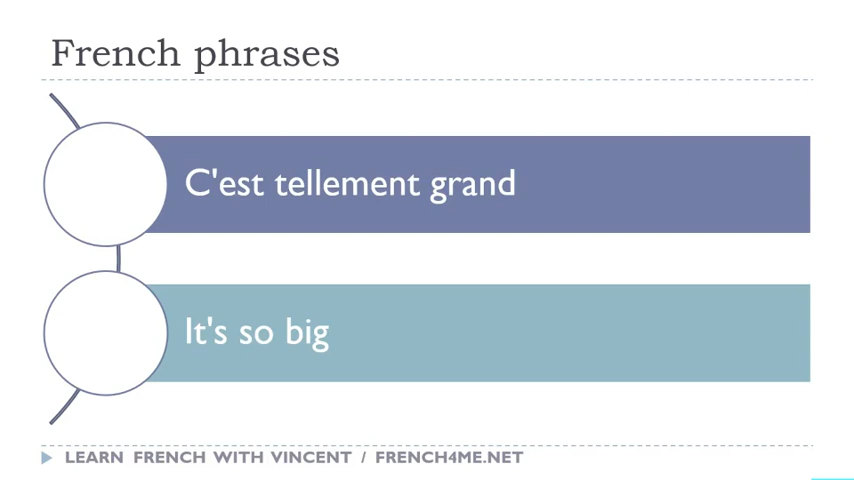 French phrases
C'est tellement grand
It's so big
LEARN FRENCH WITH VINCENT / FRENCH4ME.NET